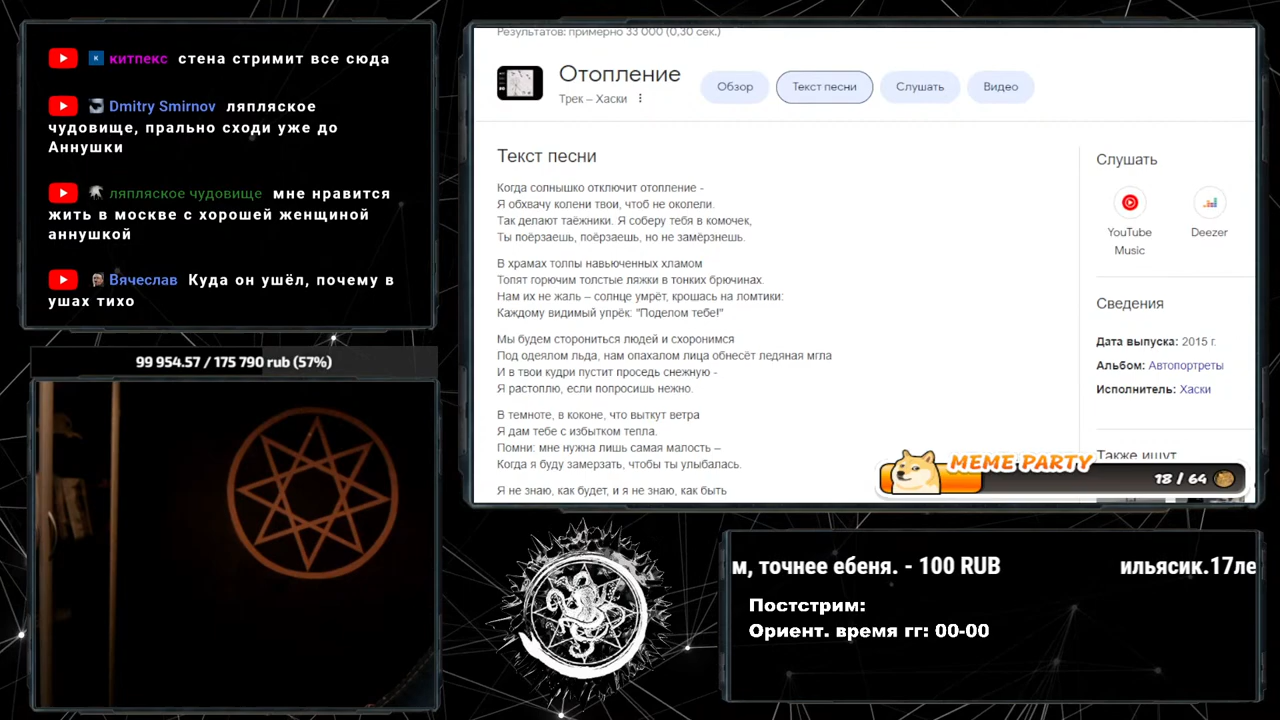 китпекс стена стримит все сюда
Dmitry Smirnov ляпляское
чудовище, прально сходи уже до
Аннушки
ляпляское чудовище мне нравится
жить в москве с хорошей женщиной
аннушкой
Вячеслав Куда он ушёл, почему в
ушах тихо
99 954.57 / 175 790 rub (57%)
Результатов: примерно 33 000 (0,30 сек.)
Отопление
Трек – Хаски
Обзор
Текст песни
Слушать
Видео
Текст песни
Когда солнышко отключит отопление -
Я обхвачу колени твои, чтоб не околели.
Так делают таёжники. Я соберу тебя в комочек,
Ты поёрзаешь, поёрзаешь, но не замёрзнешь.
В храмах толпы навьюченных хламом
Топят горючим толстые ляжки в тонких брючинах.
Нам их не жаль – солнце умрёт, крошась на ломтики:
Каждому видимый упрёк: "Поделом тебе!"
Мы будем сторониться людей и схоронимся
Под одеялом льда, нам опахалом лица обнесёт ледяная мгла
И в твои кудри пустит проседь снежную -
Я растоплю, если попросишь нежно.
В темноте, в коконе, что выткут ветра
Я дам тебе с избытком тепла.
Помни: мне нужна лишь самая малость –
Когда я буду замерзать, чтобы ты улыбалась.
Я не знаю, как будет, и я не знаю, как быть
Слушать
YouTube
Music
Deezer
Сведения
Дата выпуска: 2015 г.
Альбом: Автопортреты
Исполнитель: Хаски
Также ищут
MEME PARTY
18 / 64
м, точнее ебеня. - 100 RUB
ильясик.17ле
Постстрим:
Ориент. время гг: 00-00